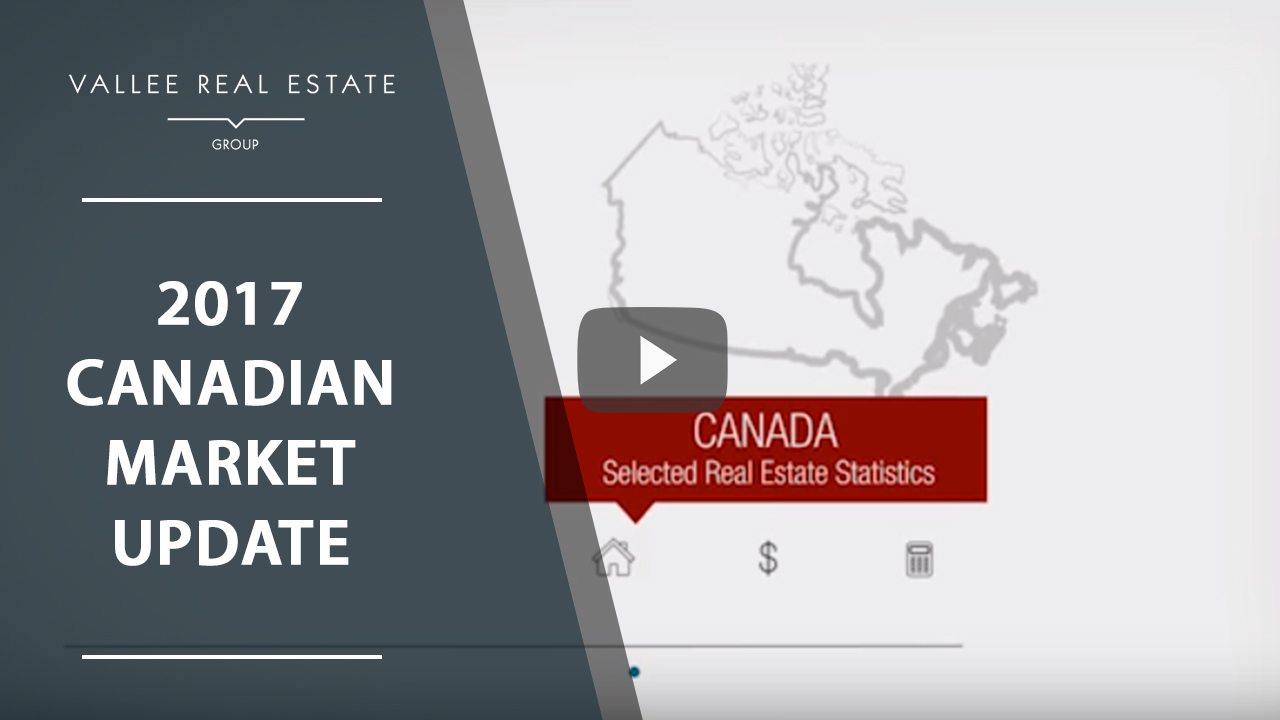 VALLEE REAL ESTATE
GROUP
2017
CANADIAN
MARKET
UPDATE
CANADA
Selected Real Estate Statistics
$